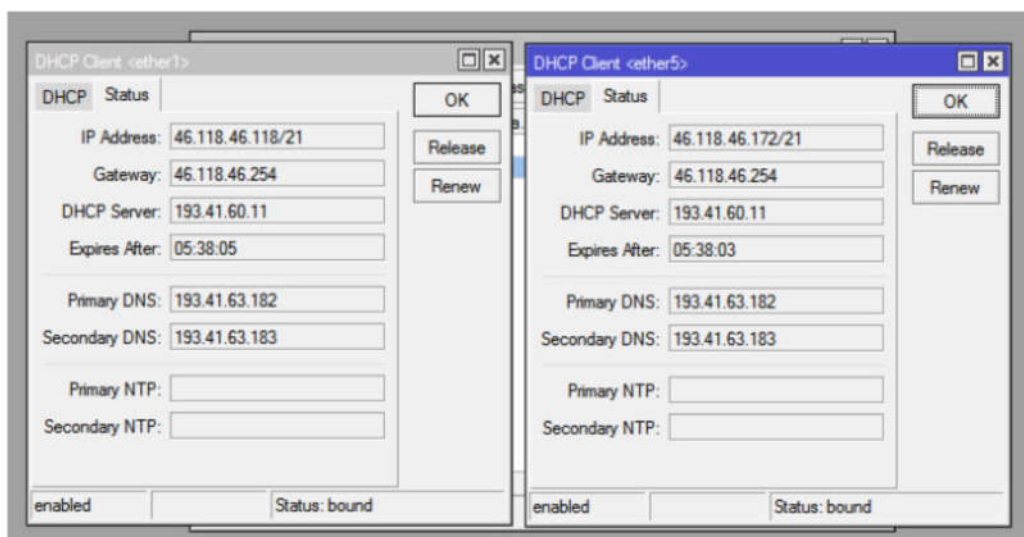 DHCP Client <ether1>
DHCP Status
IP Address: 46.118.46.118/21
Gateway: 46.118.46.254
DHCP Server: 193.41.60.11
Expires After: 05:38:05
Primary DNS: 193.41.63.182
Secondary DNS: 193.41.63.183
Primary NTP:
Secondary NTP:
OK
Release
Renew
enabled Status: bound
DHCP Client <ether5>
DHCP Status
IP Address: 46.118.46.172/21
Gateway: 46.118.46.254
DHCP Server: 193.41.60.11
Expires After: 05:38:03
Primary DNS: 193.41.63.182
Secondary DNS: 193.41.63.183
Primary NTP:
Secondary NTP:
OK
Release
Renew
enabled Status: bound